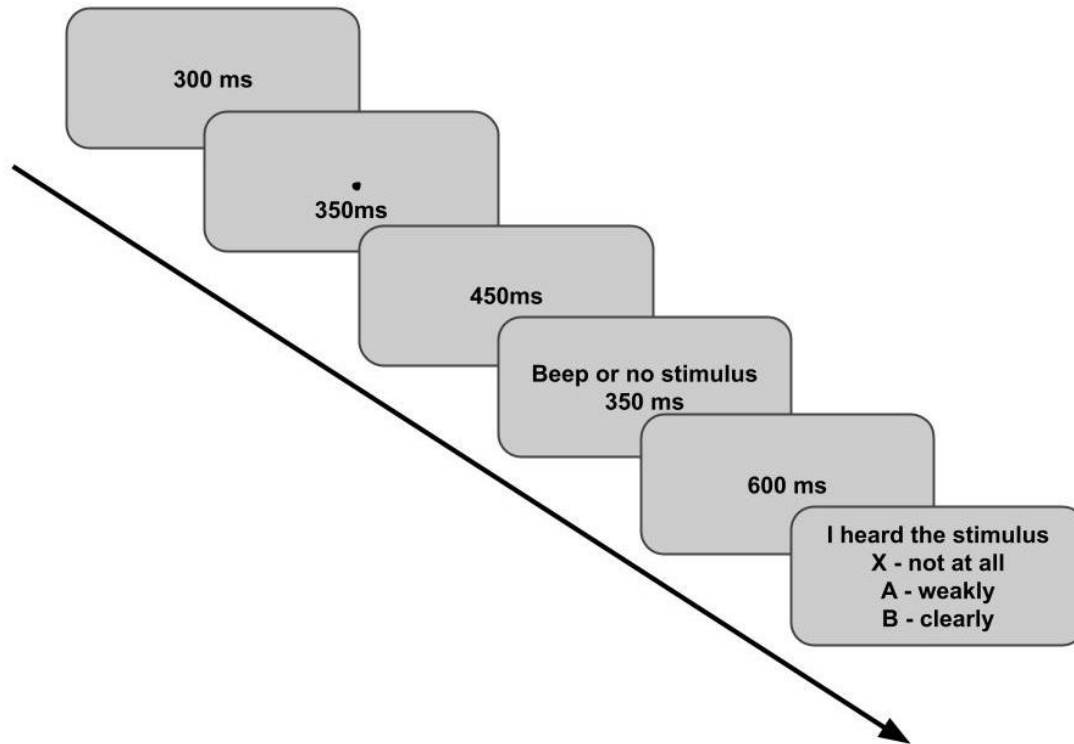 300 ms
350ms
450ms
Beep or no stimulus
350 ms
600 ms
I heard the stimulus
X - not at all
A - weakly
B - clearly